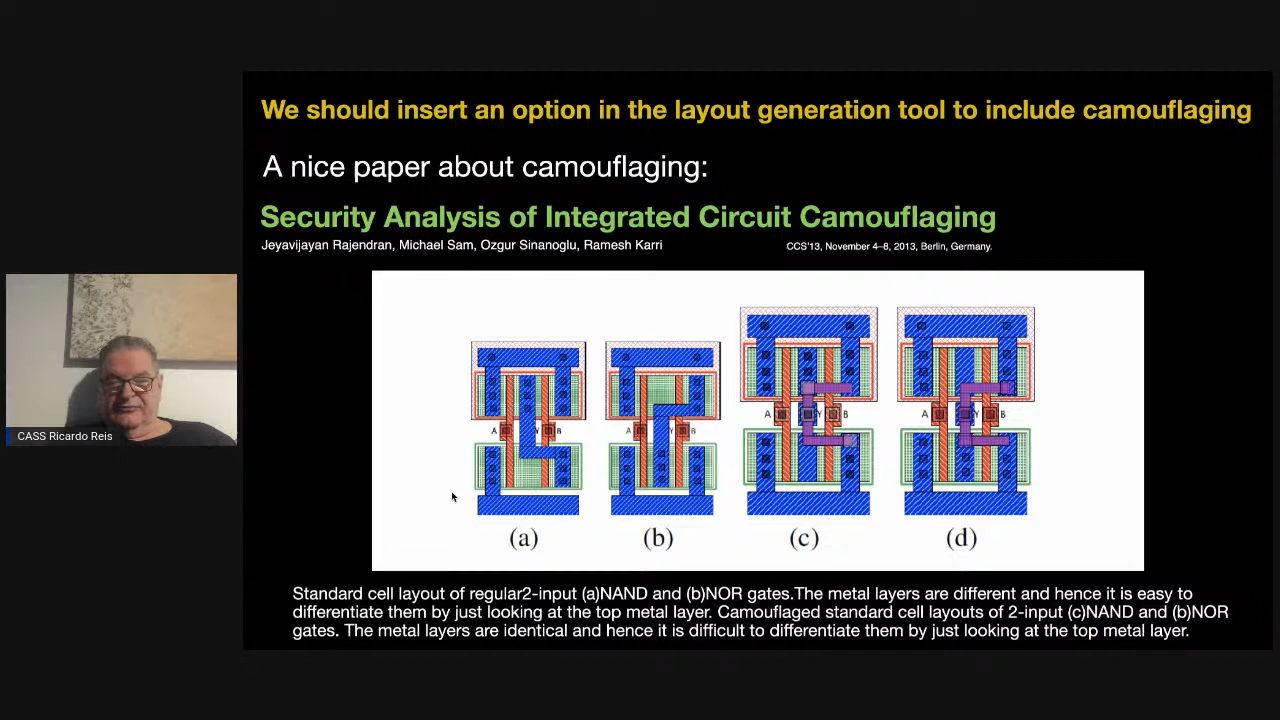 We should insert an option in the layout generation tool to include camouflaging
A nice paper about camouflaging:
Security Analysis of Integrated Circuit Camouflaging
Jeyavijayan Rajendran, Michael Sam, Ozgur Sinanoglu, Ramesh Karri
CCS'13, November 4–8, 2013, Berlin, Germany.
A Y B
A Y B
A Y B
A Y B
(a)
(b)
(c)
(d)
CASS Ricardo Reis
Standard cell layout of regular2-input (a)NAND and (b)NOR gates.The metal layers are different and hence it is easy to
differentiate them by just looking at the top metal layer. Camouflaged standard cell layouts of 2-input (c)NAND and (b)NOR
gates. The metal layers are identical and hence it is difficult to differentiate them by just looking at the top metal layer.